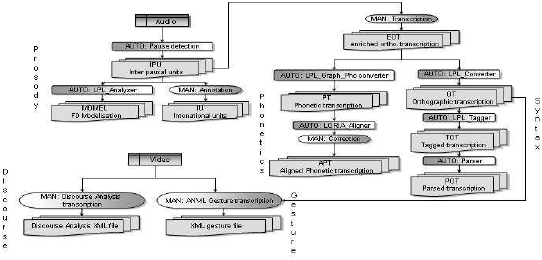 Audio
MAN: Transcription
EOT
enriched ortho.transcription
AUTO: Pause detection
IPU
Inter pausal units
AUTO: LPL_Analyzer
MAN: Annotation
MOMEL
F0 Modelisation
IU
Intonational units
Prosody
AUTO: LPL_Graph_Pho converter
AUTO: LPL_Converter
PT
Phonetic transcription
OT
Orthographic transcription
AUTO: LORIA_Aligner
MAN: Correction
AUTO: LPL_Tagger
TOT
Tagged transcription
APT
Aligned Phonetic transcription
AUTO: Parser
POT
Parsed transcription
Phonetics
Syntax
Video
MAN: Discourse Analysis
transcription
MAN: ANVIL Gesture transcription
Discourse Analysis XML file
XML gesture file
Discourse
Gesture